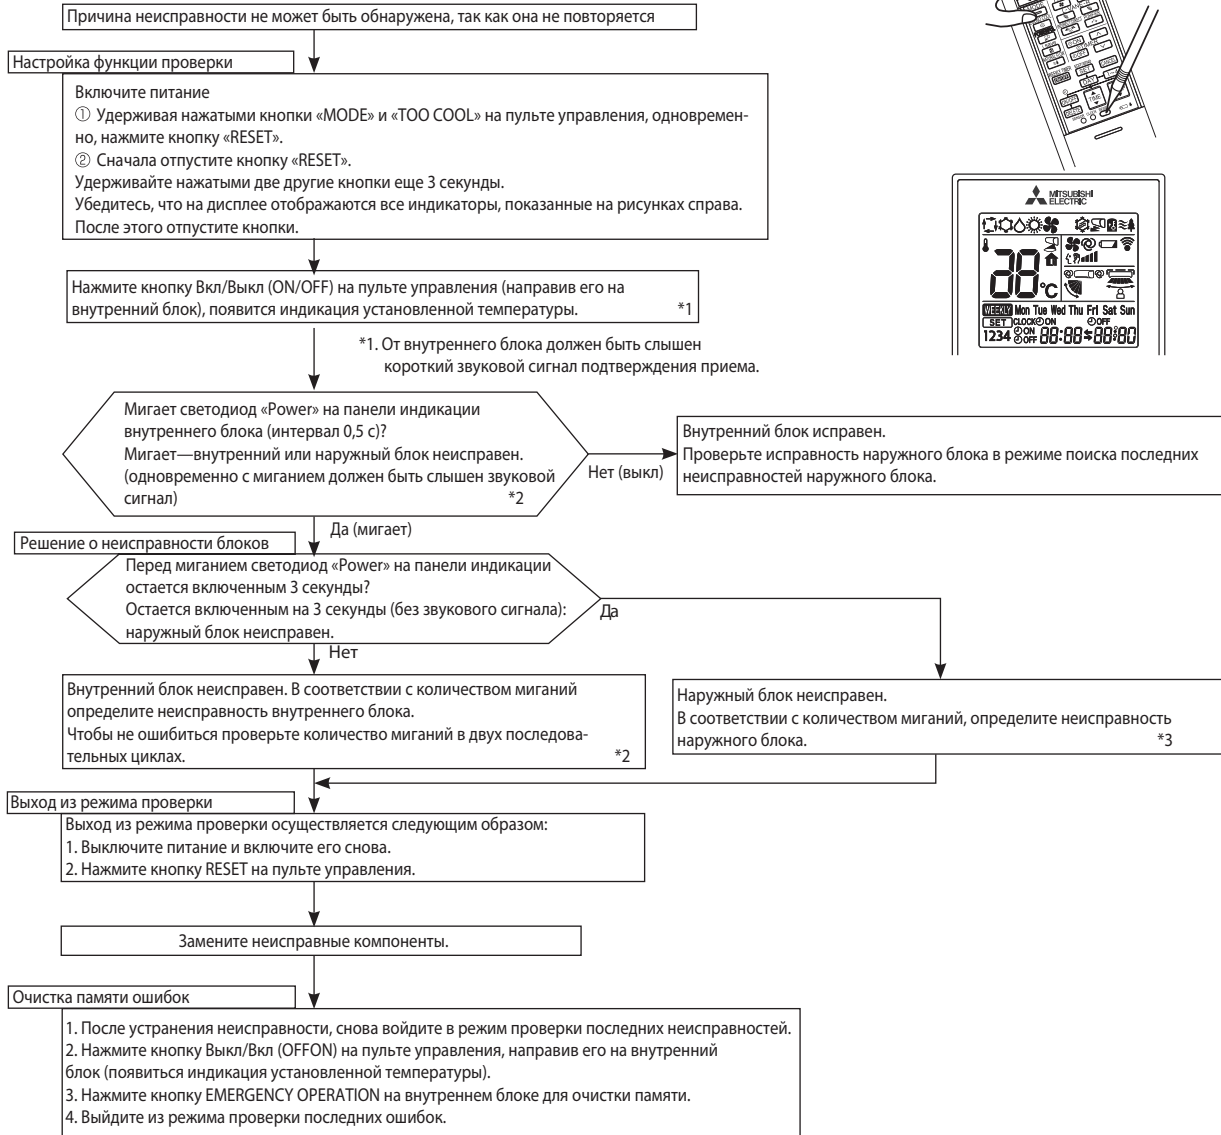 Причина неисправности не может быть обнаружена, так как она не повторяется
Настройка функции проверки
Включите питание
① Удерживая нажатыми кнопки «MODE» и «TOO COOL» на пульте управления, одновремен-
но, нажмите кнопку «RESET».
② Сначала отпустите кнопку «RESET».
Удерживайте нажатыми две другие кнопки еще 3 секунды.
Убедитесь, что на дисплее отображаются все индикаторы, показанные на рисунках справа.
После этого отпустите кнопки.
MITSUBISHI
ELECTRIC
88°C
WEEKLY Mon Tue Wed Thu Fri Sat Sun
SET CLOCK ON OFF
1234 ON OFF 88:88 88:80
Нажмите кнопку Вкл/Выкл (ON/OFF) на пульте управления (направив его на
внутренний блок), появится индикация установленной температуры. *1
*1. От внутреннего блока должен быть слышен
короткий звуковой сигнал подтверждения приема.
Мигает светодиод «Power» на панели индикации
внутреннего блока (интервал 0,5 с)?
Мигает—внутренний или наружный блок неисправен.
(одновременно с миганием должен быть слышен звуковой
сигнал) *2
Нет (выкл)
Внутренний блок исправен.
Проверьте исправность наружного блока в режиме поиска последних
неисправностей наружного блока.
Да (мигает)
Решение о неисправности блоков
Перед миганием светодиод «Power» на панели индикации
остается включенным 3 секунды?
Остается включенным на 3 секунды (без звукового сигнала):
наружный блок неисправен.
Да
Нет
Внутренний блок неисправен. В соответствии с количеством миганий
определите неисправность внутреннего блока.
Чтобы не ошибиться проверьте количество миганий в двух последова-
тельных циклах. *2
Наружный блок неисправен.
В соответствии с количеством миганий, определите неисправность
наружного блока. *3
Выход из режима проверки
Выход из режима проверки осуществляется следующим образом:
1. Выключите питание и включите его снова.
2. Нажмите кнопку RESET на пульте управления.
Замените неисправные компоненты.
Очистка памяти ошибок
1. После устранения неисправности, снова войдите в режим проверки последних неисправностей.
2. Нажмите кнопку Выкл/Вкл (OFFON) на пульте управления, направив его на внутренний
блок (появиться индикация установленной температуры).
3. Нажмите кнопку EMERGENCY OPERATION на внутреннем блоке для очистки памяти.
4. Выйдите из режима проверки последних ошибок.